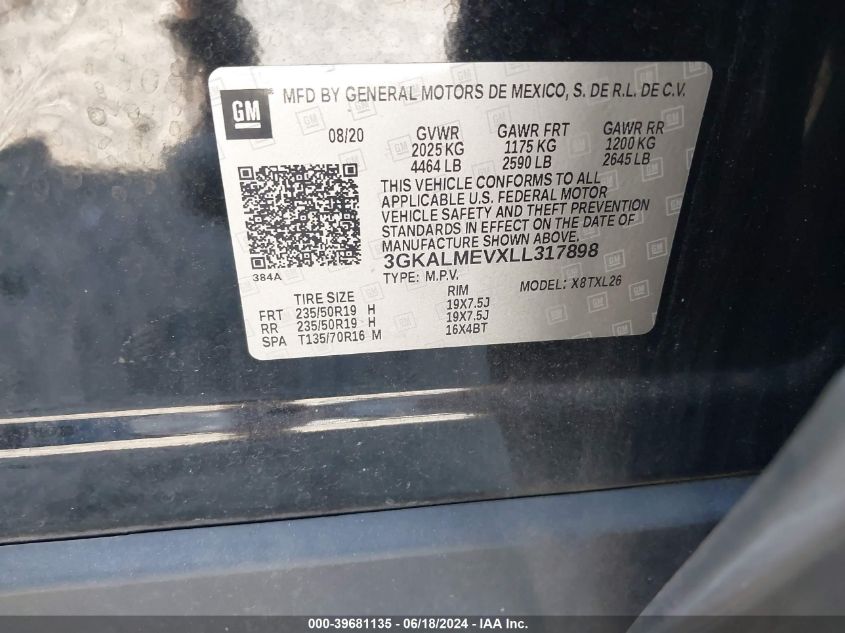 GM MFD BY GENERAL MOTORS DE MEXICO, S. DE R.L. DE C.V.
08/20 GVWR GAWR FRT GAWR RR
2025 KG 1175 KG 1200 KG
4464 LB 2590 LB 2645 LB
THIS VEHICLE CONFORMS TO ALL
APPLICABLE U.S. FEDERAL MOTOR
VEHICLE SAFETY AND THEFT PREVENTION
STANDARDS IN EFFECT ON THE DATE OF
MANUFACTURE SHOWN ABOVE.
384A 3GKALMEVXLL317898
TYPE: M.P.V. MODEL: X8TXL26
TIRE SIZE RIM
FRT 235/50R19 H 19X7.5J
RR 235/50R19 H 19X7.5J
SPA T135/70R16 M 16X4BT
000-39681135 - 06/18/2024 - IAA Inc.